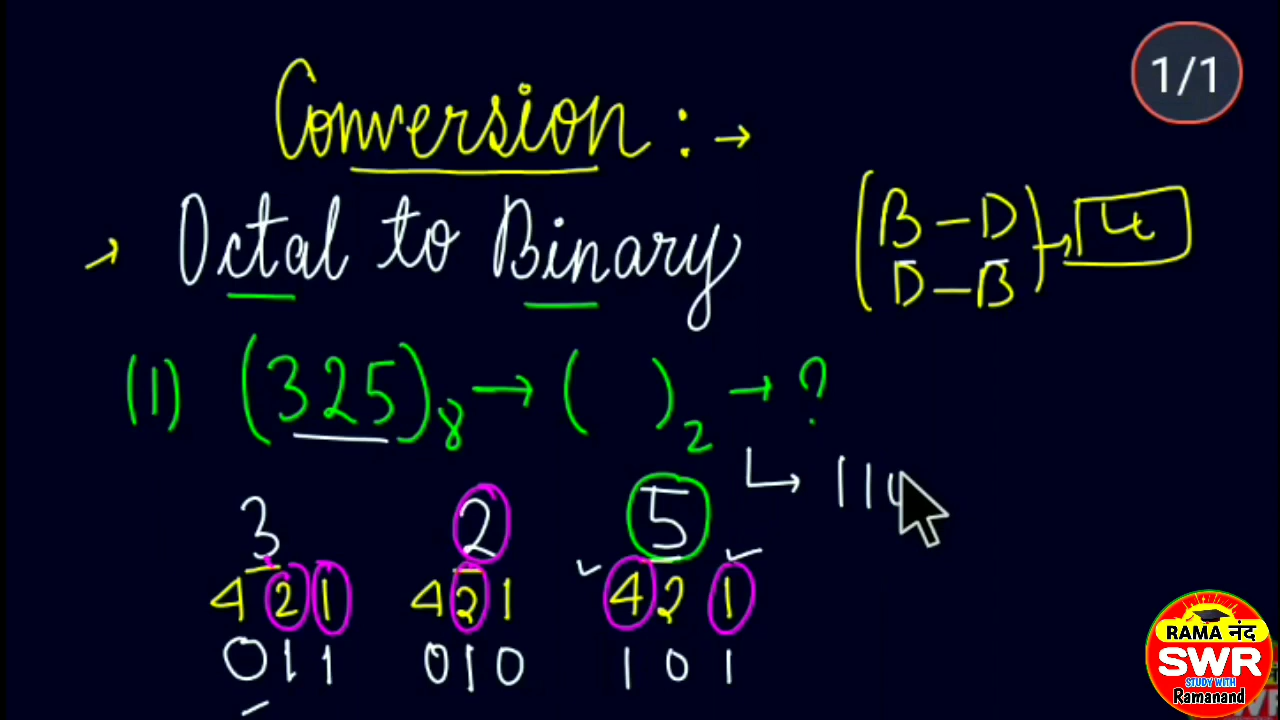 1/1
Conversion : →
→ Octal to Binary
(B – D
D – B) → 4
(1) (325)8 → ( )2 → ?
↳ 11
3 2 5
4 2 1 4 2 1 4 2 1
0 1 1 0 1 0 1 0 1
RAMA नंद
SWR
STUDY WITH
Ramanand